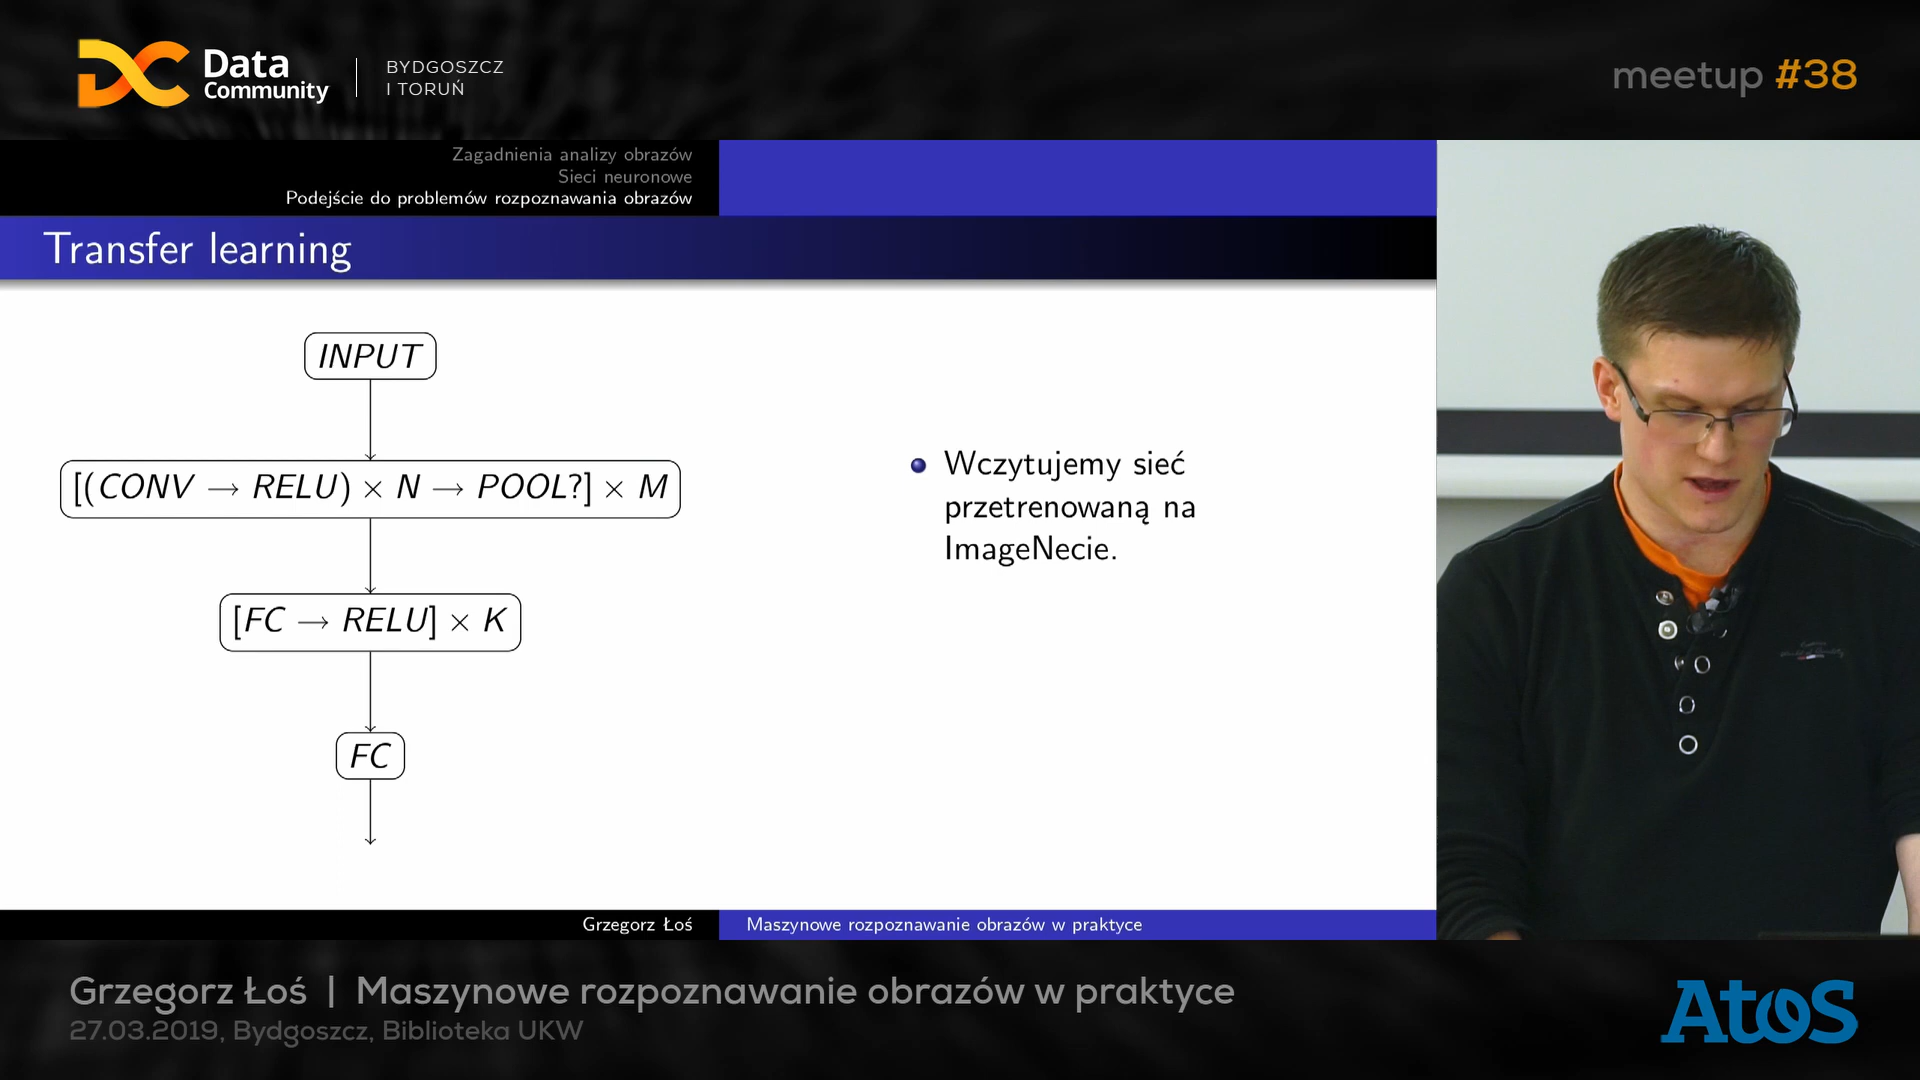 Data
Community
BYDGOSZCZ
I TORUŃ
meetup #38
Zagadnienia analizy obrazów
Sieci neuronowe
Podejście do problemów rozpoznawania obrazów
Transfer learning
INPUT
[(CONV → RELU) × N → POOL?] × M
[FC → RELU] × K
FC
Wczytujemy sieć
przetrenowaną na
ImageNecie.
Grzegorz Łoś
Maszynowe rozpoznawanie obrazów w praktyce
Grzegorz Łoś | Maszynowe rozpoznawanie obrazów w praktyce
27.03.2019, Bydgoszcz, Biblioteka UKW
Atos